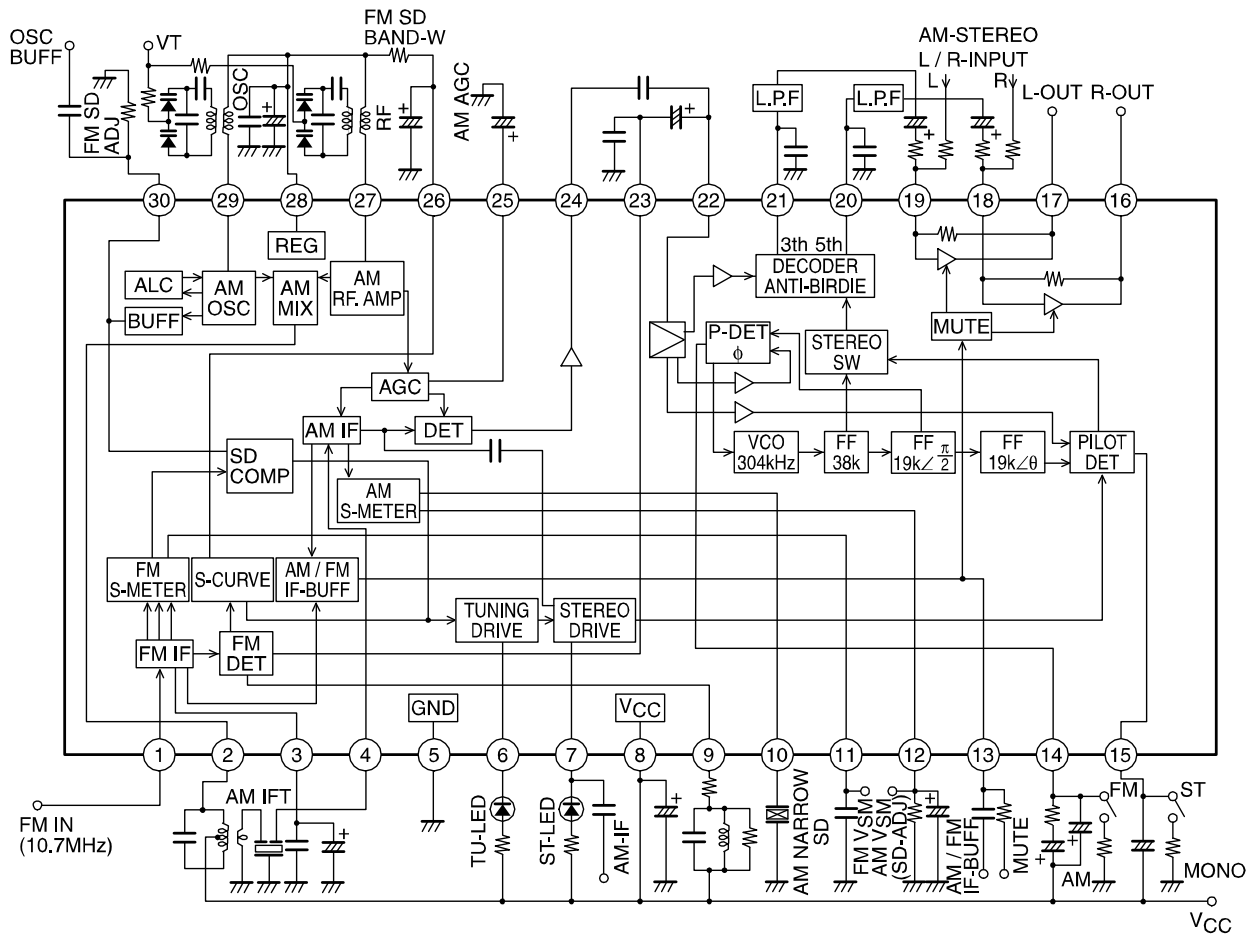 OSC
BUFF
VT
FM SD
BAND-W
AM-STEREO
L / R-INPUT
L
R
L-OUT
R-OUT
FM SD
ADJ
OSC
+
+
RF
+
AM AGC
+
+
L.P.F
L.P.F
+
+
30
29
28
27
26
25
24
23
22
21
20
19
18
17
16
REG
3th 5th
DECODER
ANTI-BIRDIE
ALC
AM
OSC
AM
MIX
AM
RF. AMP
BUFF
P-DET
ϕ
STEREO
SW
MUTE
AGC
AM IF
DET
VCO
304kHz
FF
38k
FF
19k∠π/2
FF
19k∠θ
PILOT
DET
SD
COMP
AM
S-METER
FM
S-METER
S-CURVE
AM / FM
IF-BUFF
TUNING
DRIVE
STEREO
DRIVE
FM IF
FM
DET
GND
VCC
1
2
3
4
5
6
7
8
9
10
11
12
13
14
15
FM IN
(10.7MHz)
AM IFT
+
TU-LED
ST-LED
AM-IF
+
AM NARROW
SD
FM VSM
AM VSM
(SD-ADJ)
+
AM / FM
IF-BUFF
MUTE
+
+
FM
AM
ST
MONO
VCC